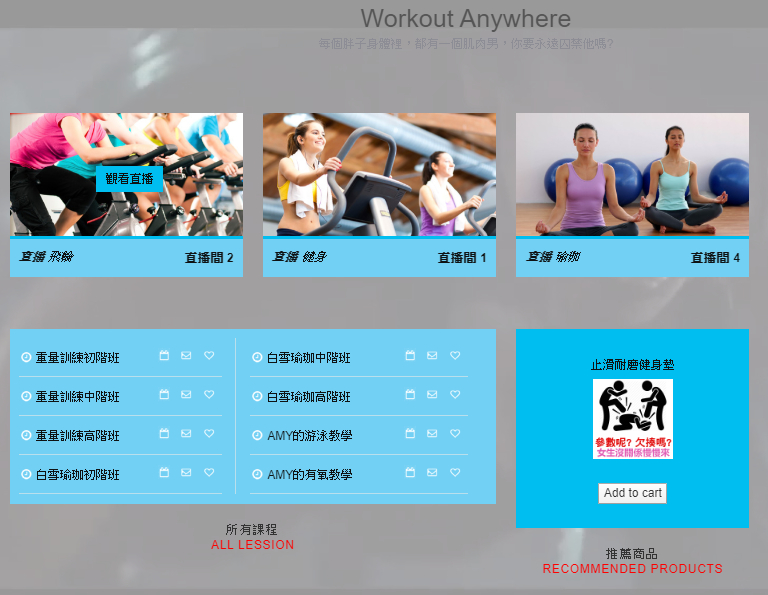 Workout Anywhere
每個胖子身體裡，都有一個肌肉男，你要永遠囚禁他嗎?
觀看直播
直播 飛輪
直播間 2
直播 健身
直播間 1
直播 瑜珈
直播間 4
重量訓練初階班
白雪瑜珈中階班
重量訓練中階班
白雪瑜珈高階班
重量訓練高階班
AMY的游泳教學
白雪瑜珈初階班
AMY的有氧教學
所有課程
ALL LESSION
止滑耐磨健身墊
參數呢? 欠揍嗎?
女生沒關係慢慢來
Add to cart
推薦商品
RECOMMENDED PRODUCTS